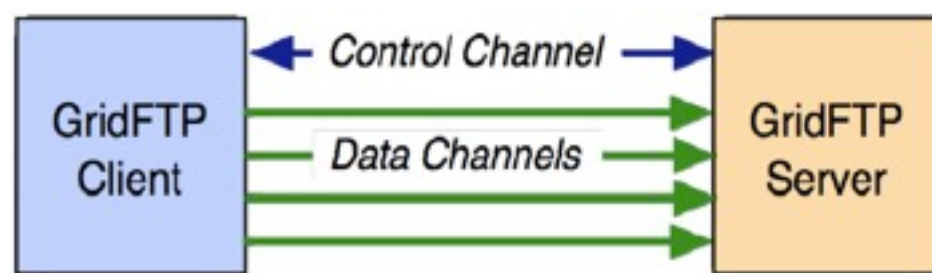 Control Channel
GridFTP
Client
Data Channels
GridFTP
Server